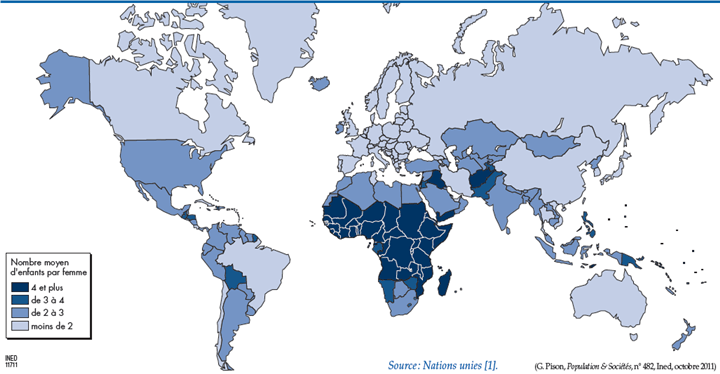 Nombre moyen
d'enfants par femme
4 et plus
de 3 à 4
de 2 à 3
moins de 2
INED
11711
Source : Nations unies [1].
(G. Pison, Population & Sociétés, n° 482, Ined, octobre 2011)